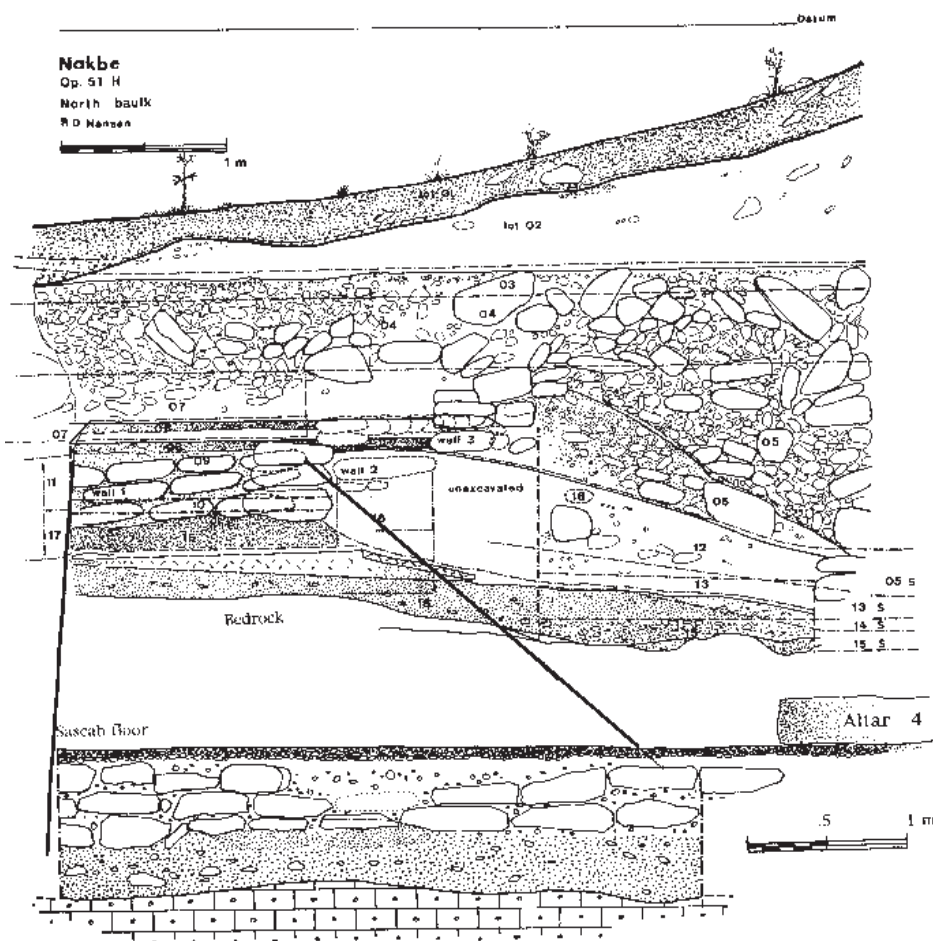 Datum
Nakbe
Op. 51 H
North baulk
R D Hansen
1 m
lot 01
lot 02
03
04
04
07
07
08
09
wall 3
05
11
09
wall 2
unexcavated
wall 1
10
18
05
16
12
17
13
05 S
13 S
14 S
15 S
Bedrock
Sascab floor
Altar 4
.5
1 m